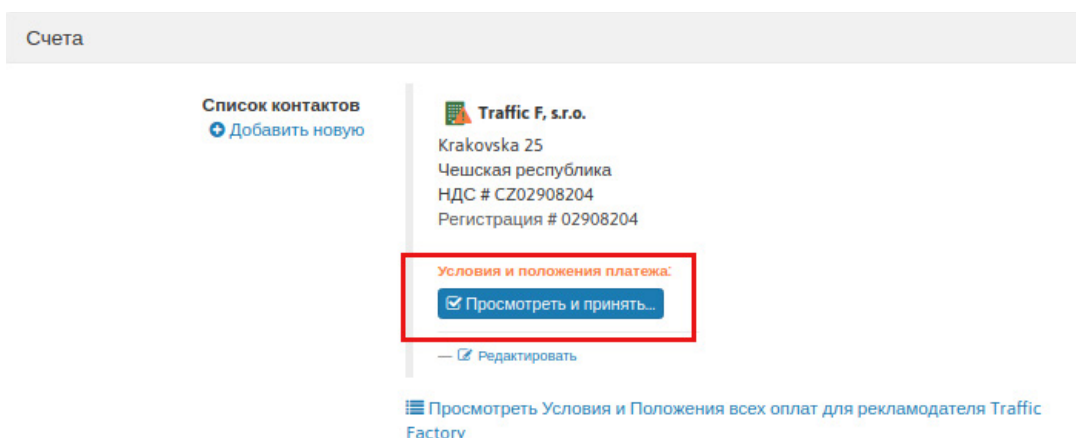 Счета
Список контактов
Добавить новую
Traffic F, s.r.o.
Krakovska 25
Чешская республика
НДС # CZ02908204
Регистрация # 02908204
Условия и положения платежа:
Просмотреть и принять...
— Редактировать
Просмотреть Условия и Положения всех оплат для рекламодателя Traffic
Factory